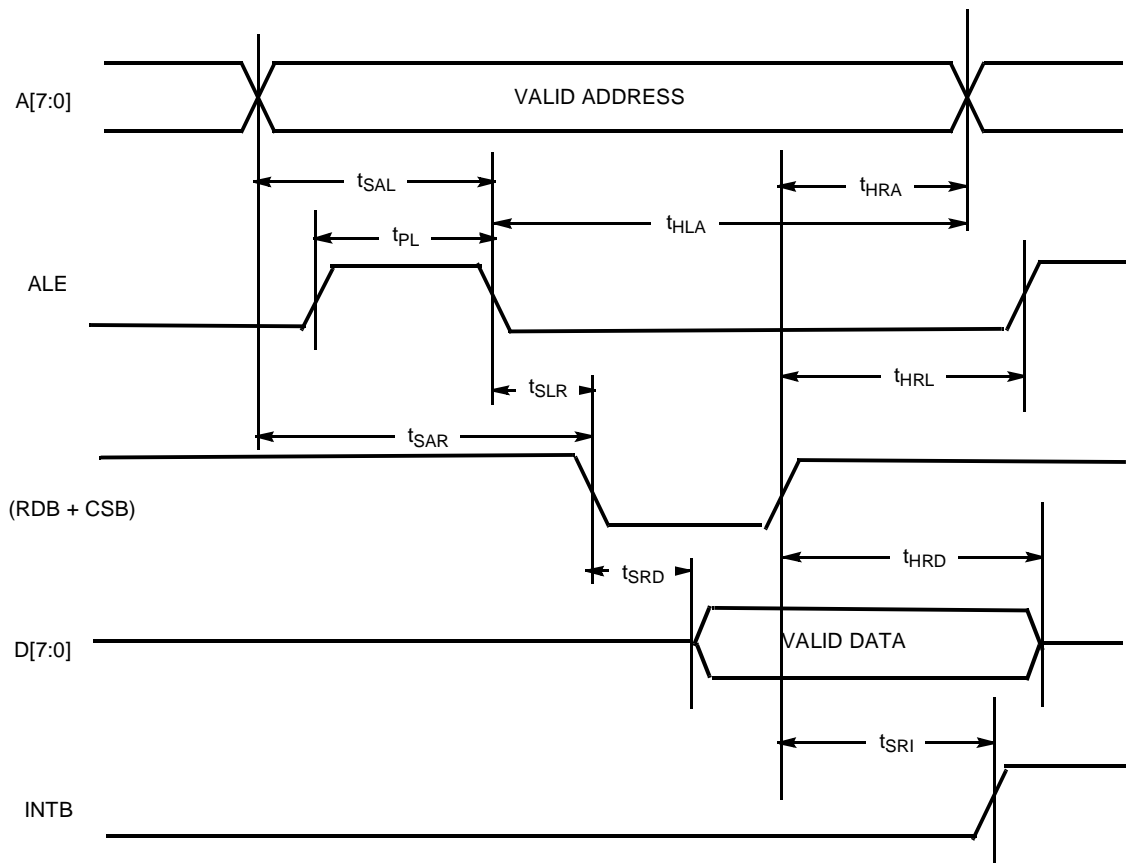 A[7:0]
VALID ADDRESS
tSAL
tHRA
tHLA
tPL
ALE
tHRL
tSLR
tSAR
(RDB + CSB)
tHRD
tSRD
D[7:0]
VALID DATA
tSRI
INTB